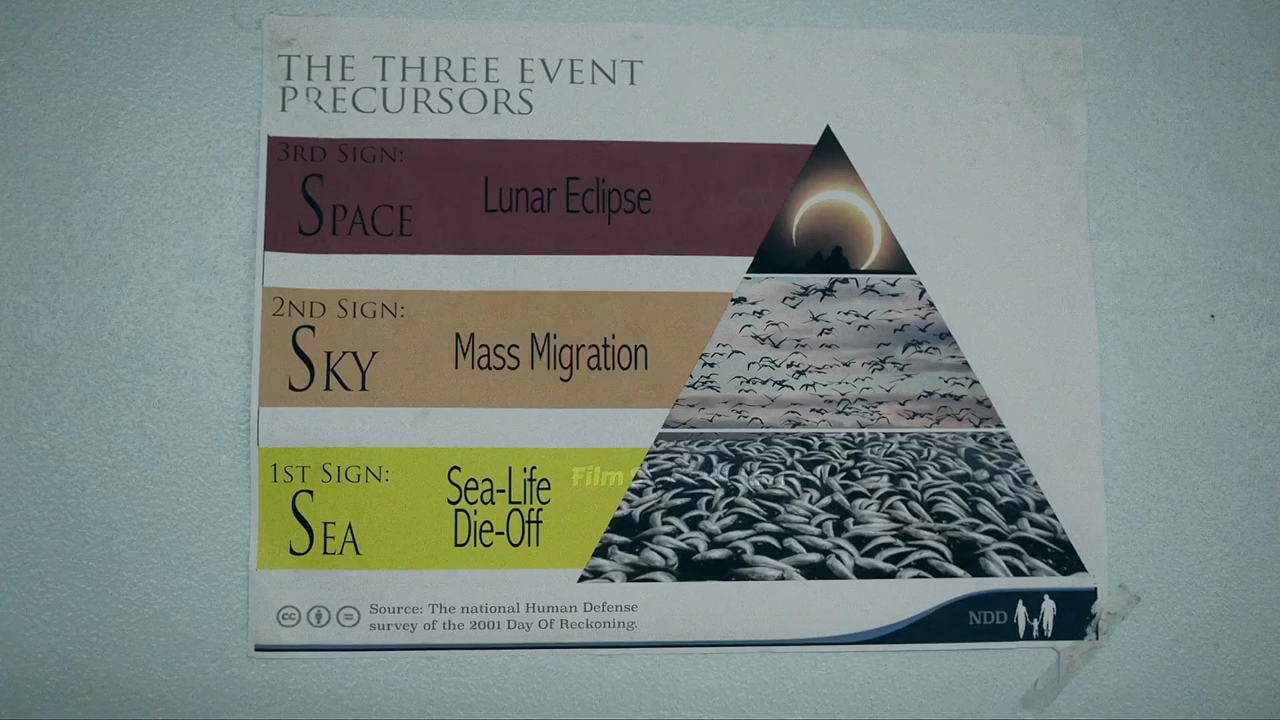 THE THREE EVENT
PRECURSORS
3RD SIGN:
SPACE
Lunar Eclipse
2ND SIGN:
SKY
Mass Migration
1ST SIGN:
SEA
Sea-Life
Die-Off
Film
Source: The national Human Defense
survey of the 2001 Day Of Reckoning.
NDD